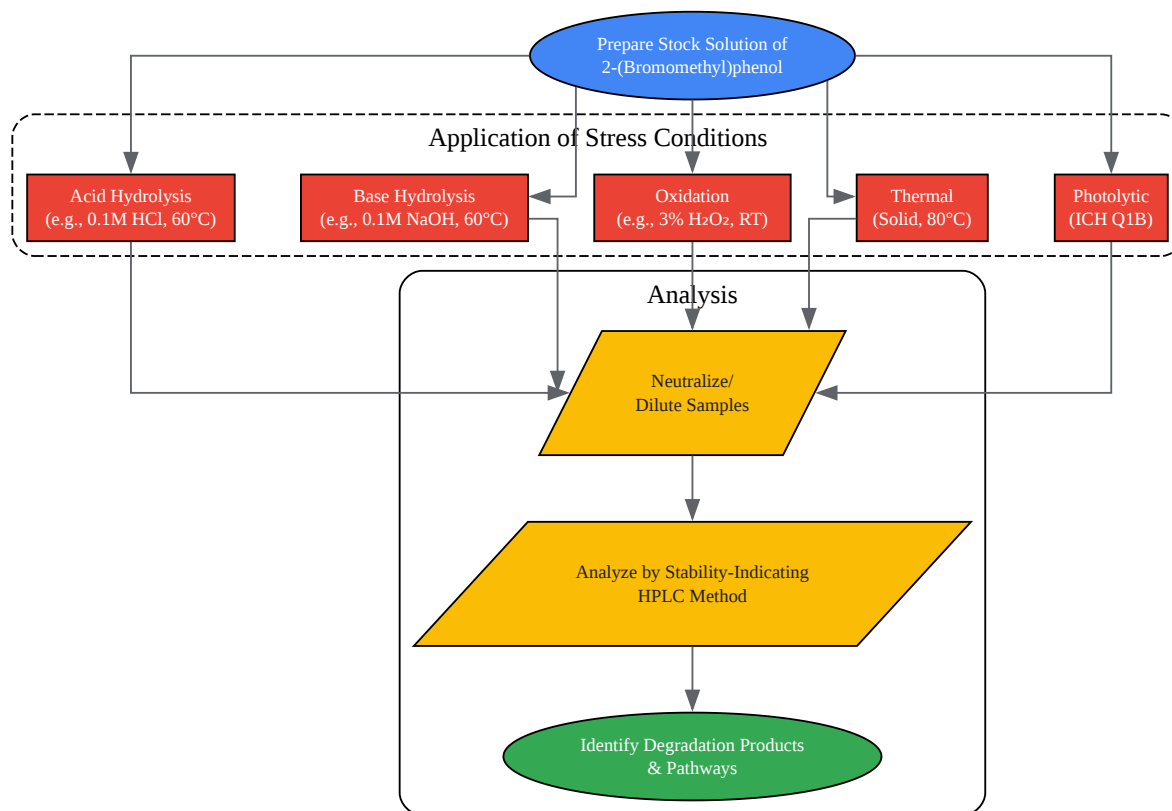 Prepare Stock Solution of
2-(Bromomethyl)phenol
Application of Stress Conditions
Acid Hydrolysis
(e.g., 0.1M HCl, 60°C)
Base Hydrolysis
(e.g., 0.1M NaOH, 60°C)
Oxidation
(e.g., 3% H₂O₂, RT)
Thermal
(Solid, 80°C)
Photolytic
(ICH Q1B)
Analysis
Neutralize/
Dilute Samples
Analyze by Stability-Indicating
HPLC Method
Identify Degradation Products
& Pathways